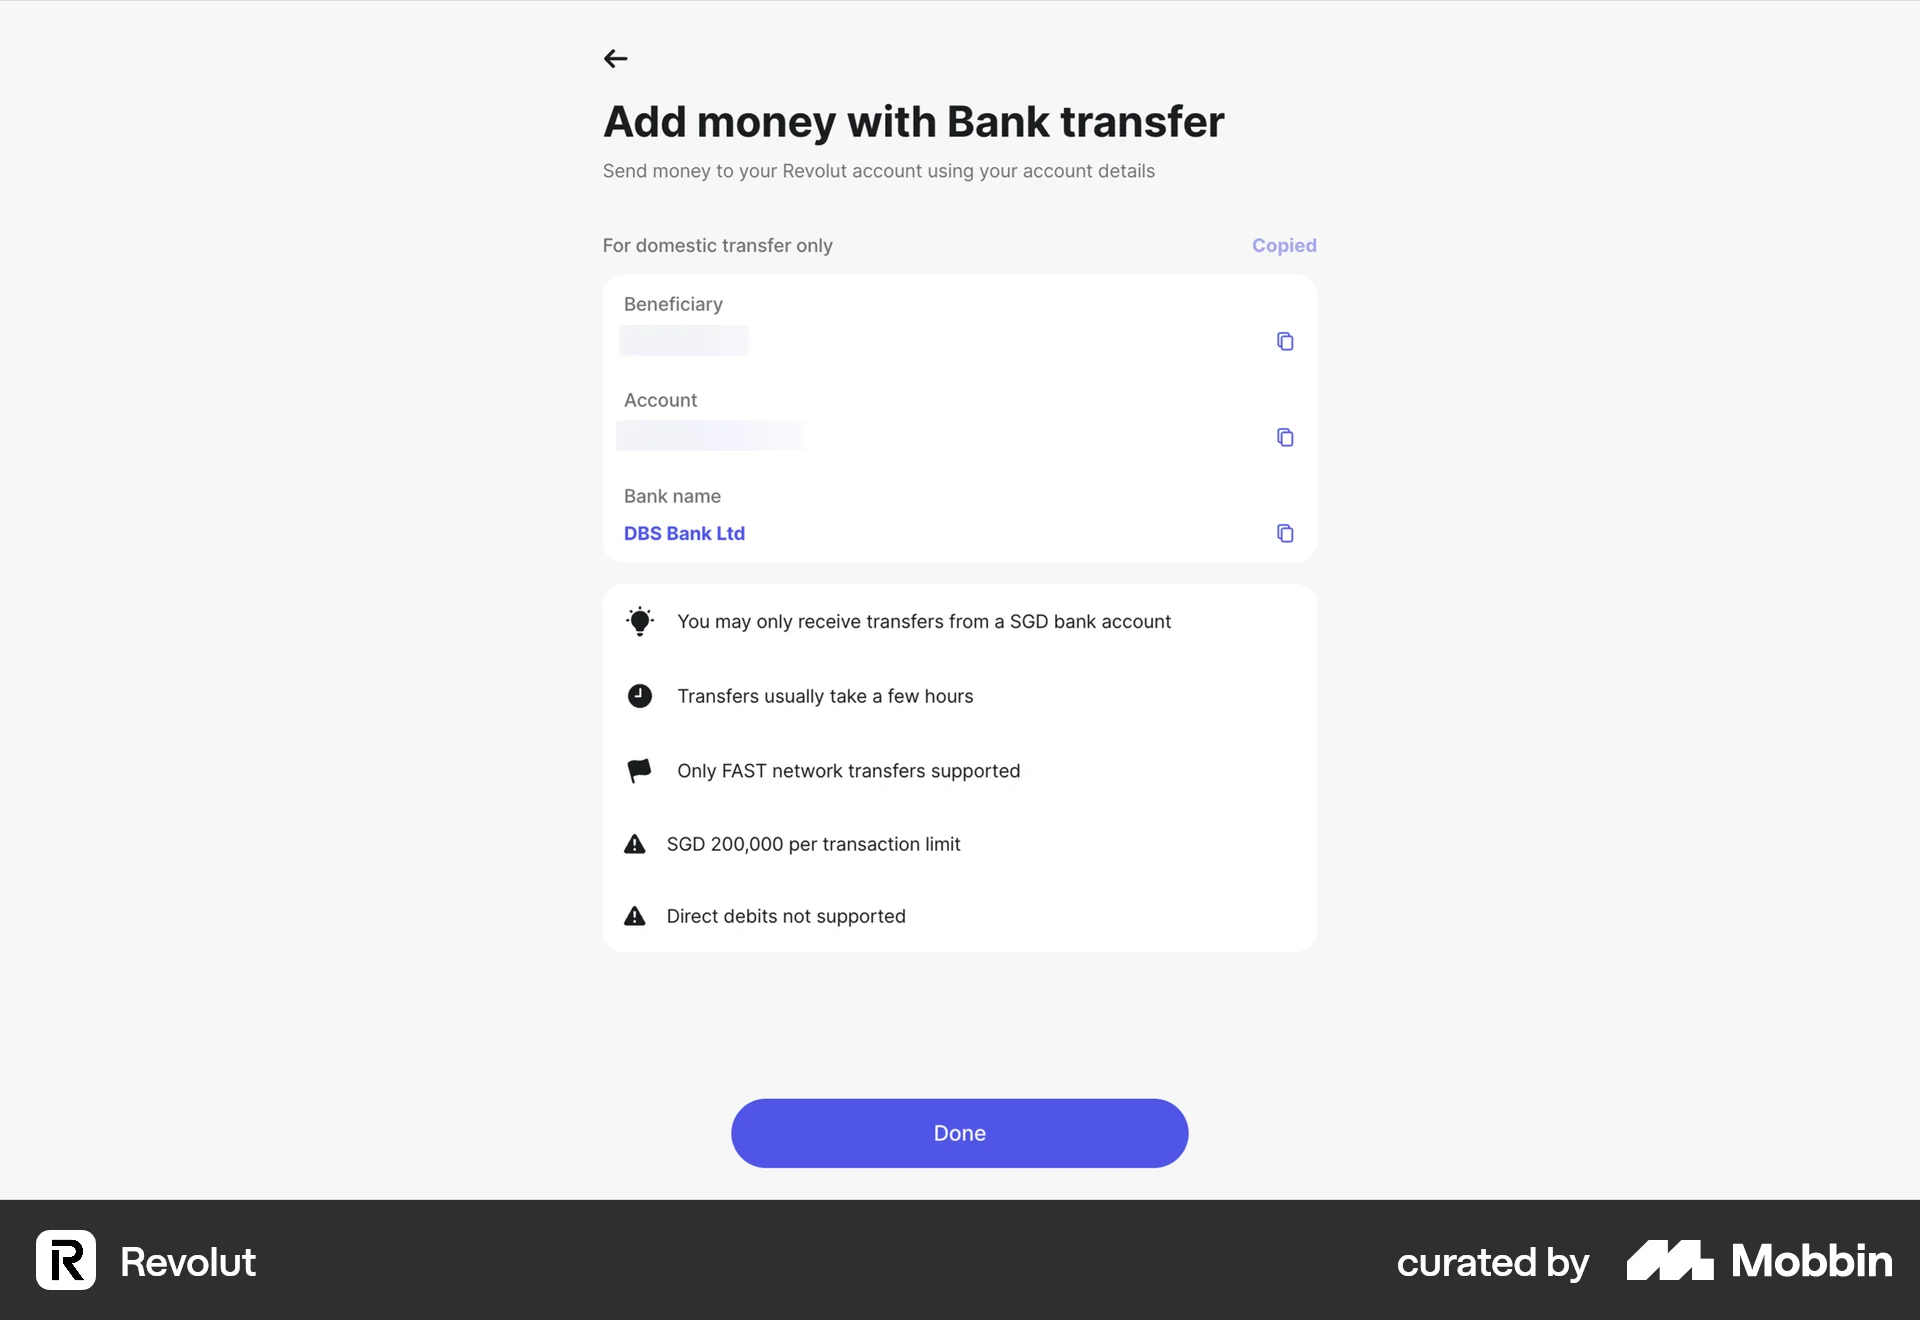 Add money with Bank transfer
Send money to your Revolut account using your account details
For domestic transfer only
Copied
Beneficiary
Account
Bank name
DBS Bank Ltd
You may only receive transfers from a SGD bank account
Transfers usually take a few hours
Only FAST network transfers supported
SGD 200,000 per transaction limit
Direct debits not supported
Done
Revolut
curated by Mobbin